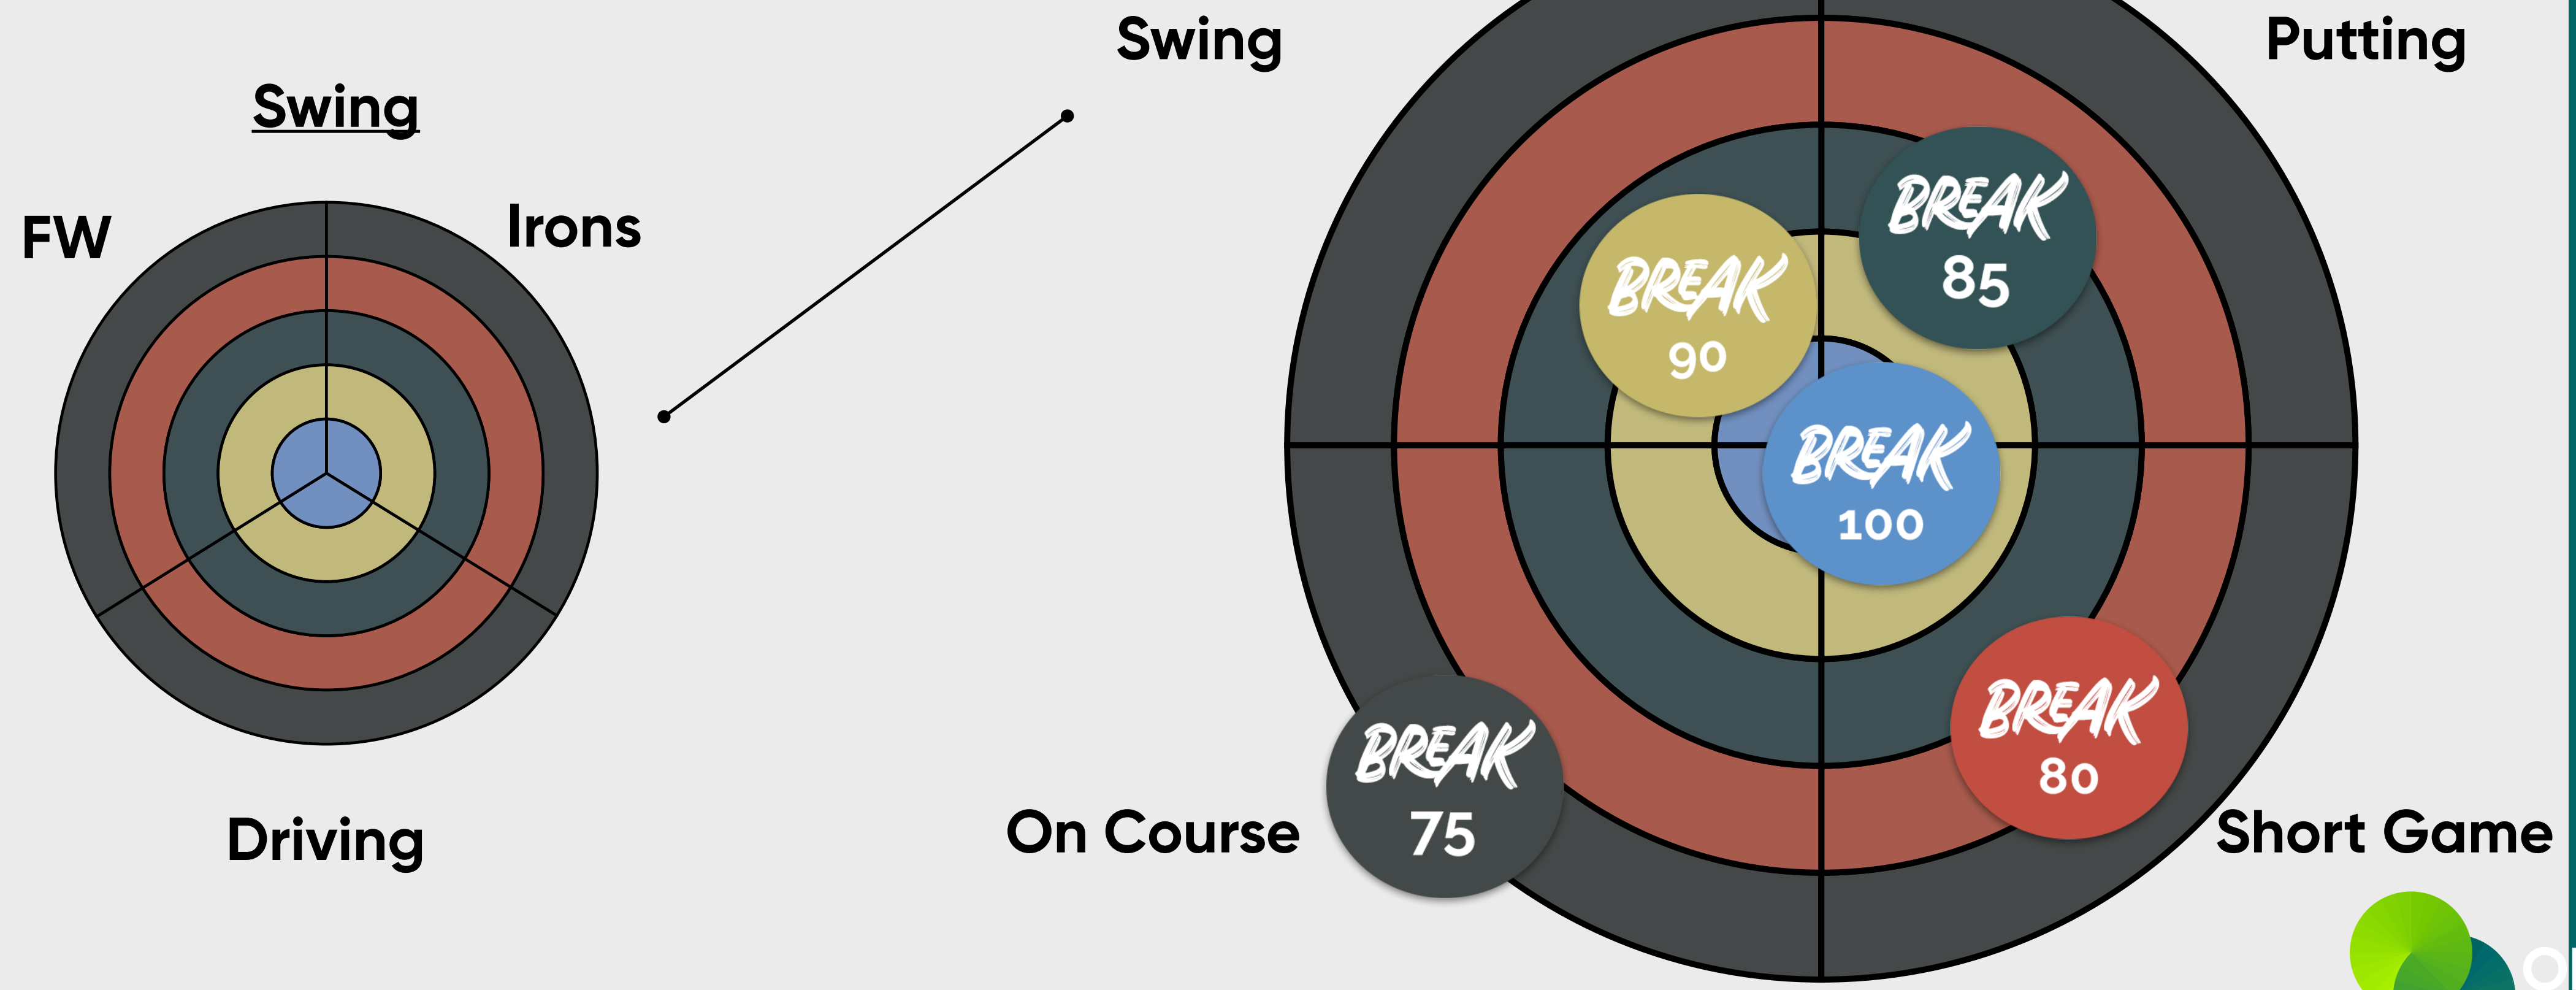 Swing
FW
Irons
Driving
Swing
Putting
BREAK
85
BREAK
90
BREAK
100
BREAK
80
BREAK
75
On Course
Short Game